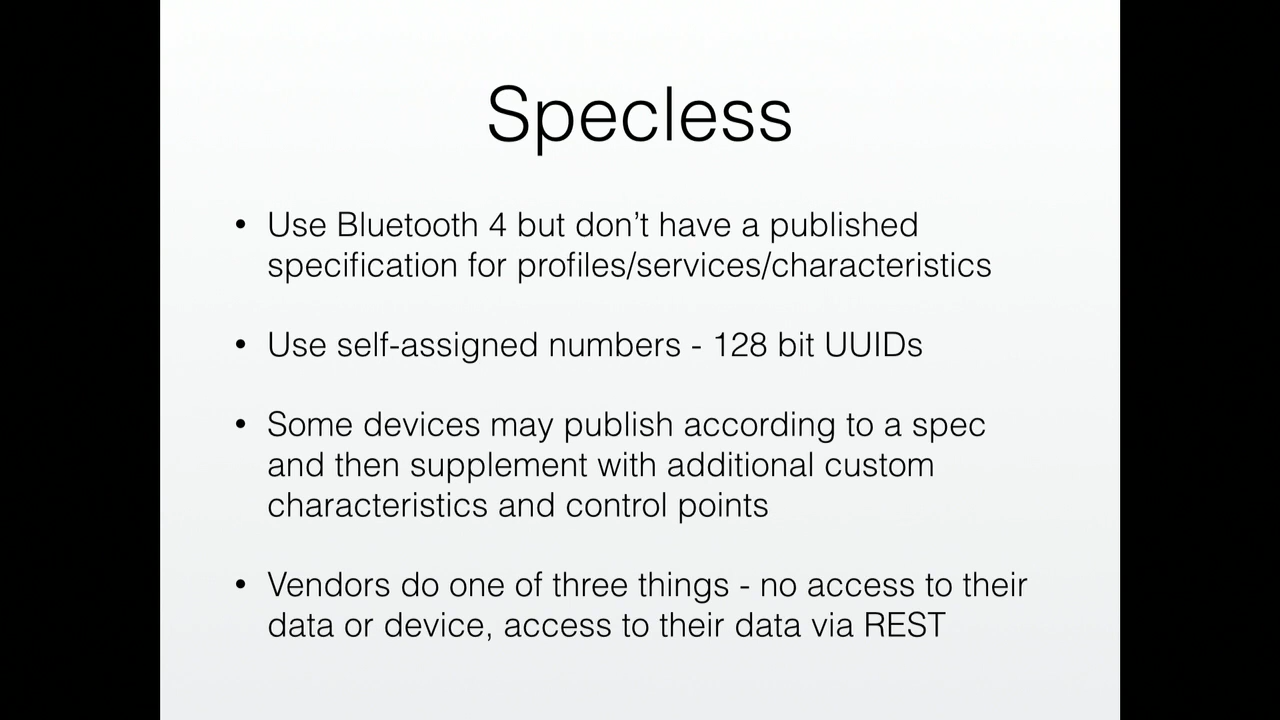 Specless
• Use Bluetooth 4 but don’t have a published
specification for profiles/services/characteristics
• Use self-assigned numbers - 128 bit UUIDs
• Some devices may publish according to a spec
and then supplement with additional custom
characteristics and control points
• Vendors do one of three things - no access to their
data or device, access to their data via REST